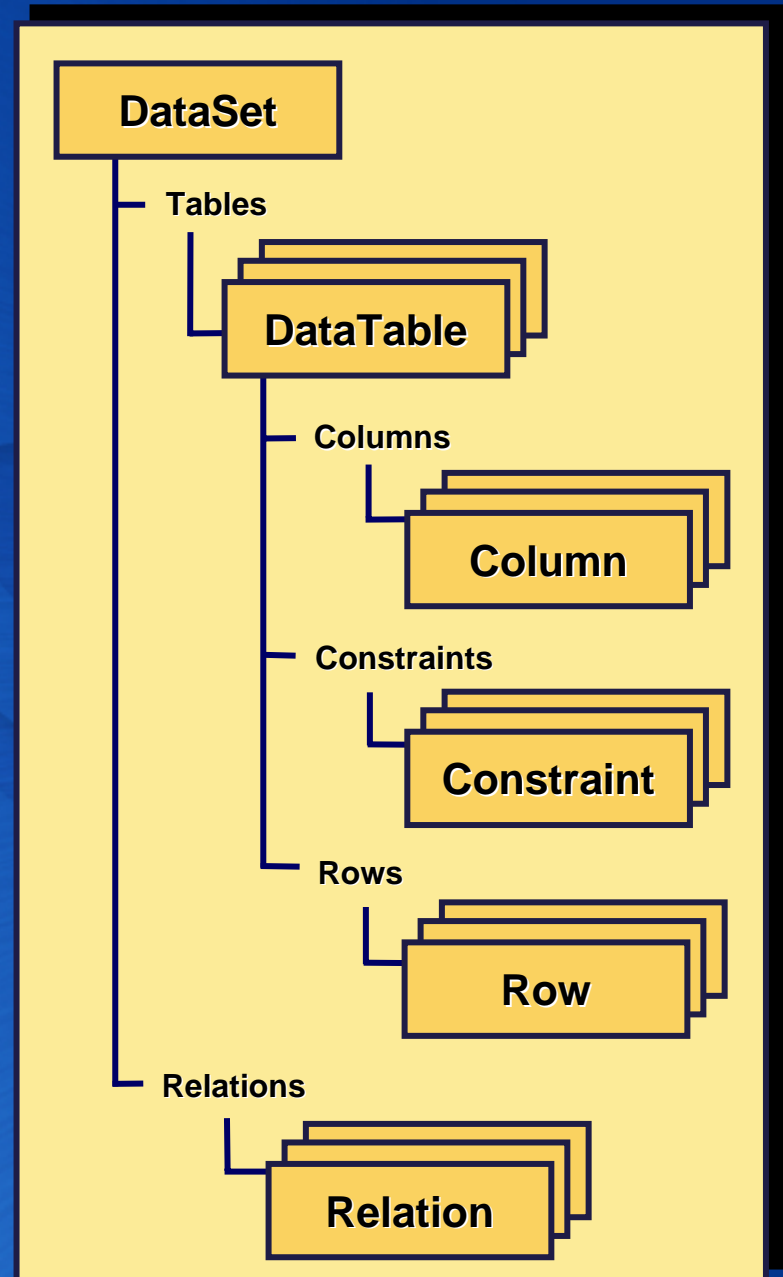 DataSet
Tables
DataTable
Columns
Column
Constraints
Constraint
Rows
Row
Relations
Relation